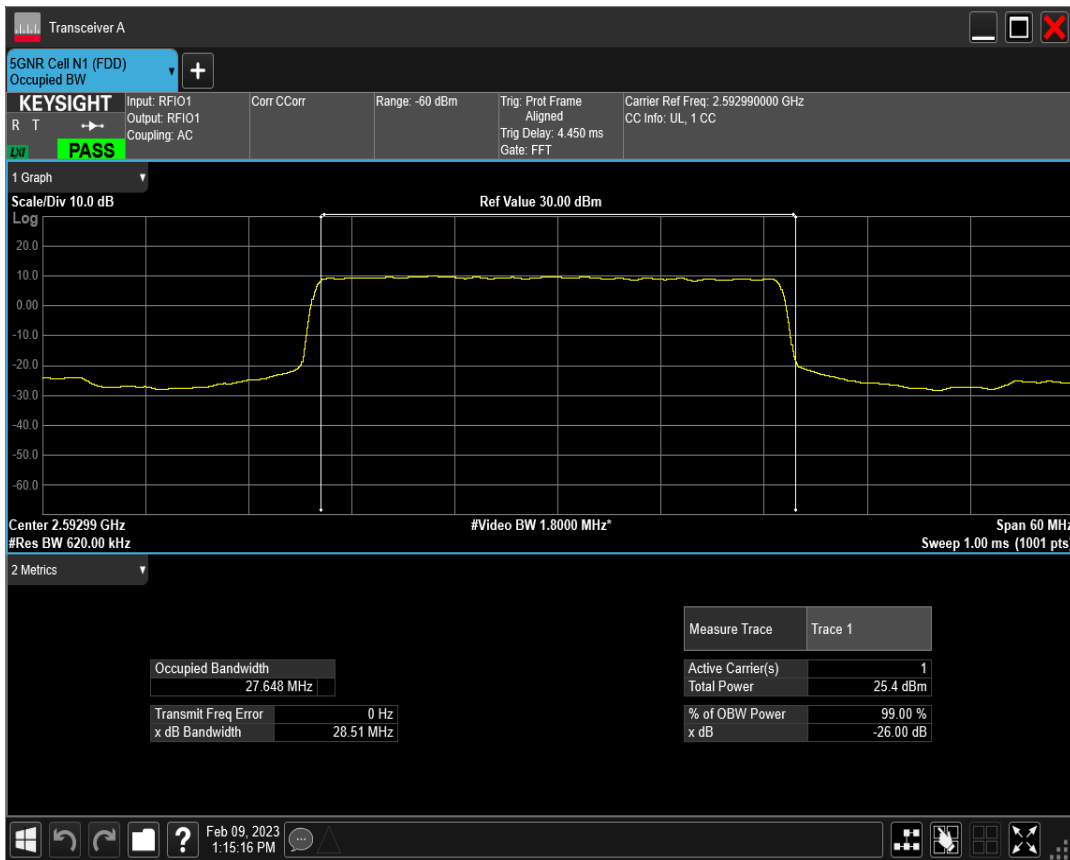 Transceiver A
5GNR Cell N1 (FDD)
Occupied BW
+
KEYSIGHT
R T
LXI
PASS
Input: RFIO1
Output: RFIO1
Coupling: AC
Corr CCorr
Range: -60 dBm
Trig: Prot Frame
Aligned
Trig Delay: 4.450 ms
Gate: FFT
Carrier Ref Freq: 2.592990000 GHz
CC Info: UL, 1 CC
1 Graph
Scale/Div 10.0 dB
Ref Value 30.00 dBm
Log
20.0
10.0
0.00
-10.0
-20.0
-30.0
-40.0
-50.0
-60.0
Center 2.59299 GHz
#Video BW 1.8000 MHz*
Span 60 MHz
#Res BW 620.00 kHz
Sweep 1.00 ms (1001 pts)
2 Metrics
Measure Trace Trace 1
Occupied Bandwidth
27.648 MHz
Active Carrier(s) 1
Total Power 25.4 dBm
Transmit Freq Error 0 Hz
x dB Bandwidth 28.51 MHz
% of OBW Power 99.00 %
x dB -26.00 dB
?
Feb 09, 2023
1:15:16 PM